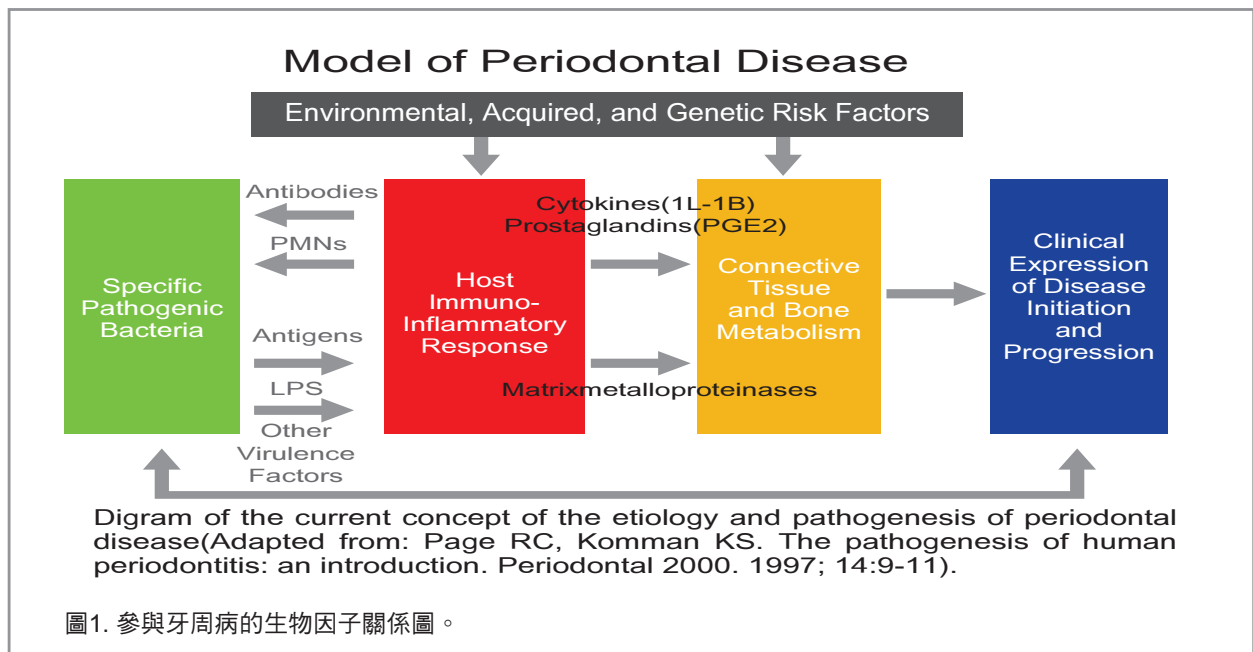 Model of Periodontal Disease
Environmental, Acquired, and Genetic Risk Factors
Specific
Pathogenic
Bacteria
Antibodies
PMNs
Antigens
LPS
Other
Virulence
Factors
Host
Immuno-
Inflammatory
Response
Cytokines(1L-1B)
Prostaglandins(PGE2)
Matrixmetalloproteinases
Connective
Tissue
and Bone
Metabolism
Clinical
Expression
of Disease
Initiation
and
Progression
Digram of the current concept of the etiology and pathogenesis of periodontal
disease(Adapted from: Page RC, Komman KS. The pathogenesis of human
periodontitis: an introduction. Periodontal 2000. 1997; 14:9-11).
圖1. 參與牙周病的生物因子關係圖。